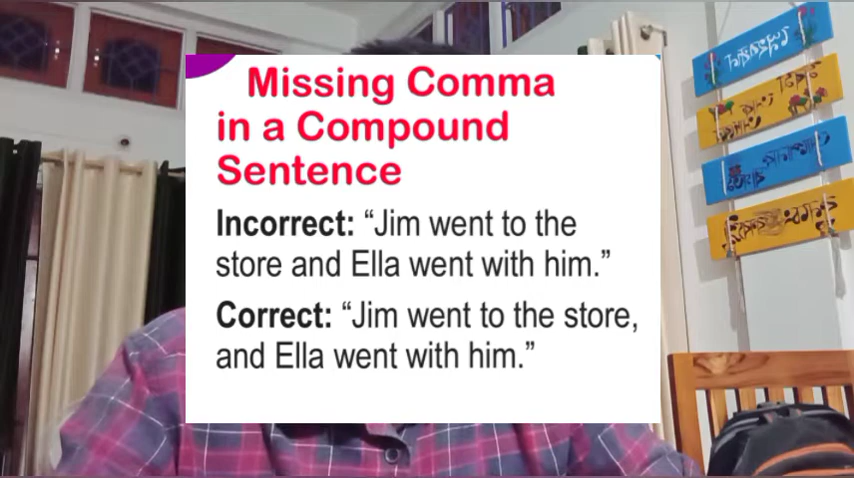 Missing Comma
in a Compound
Sentence
Incorrect: “Jim went to the
store and Ella went with him.”
Correct: “Jim went to the store,
and Ella went with him.”